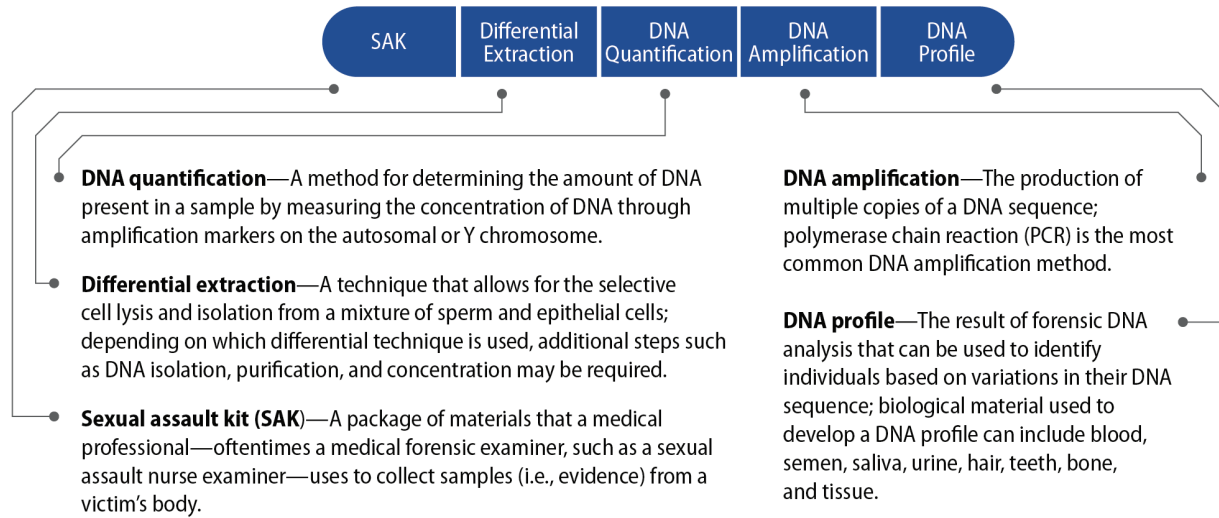 SAK
Differential
Extraction
DNA
Quantification
DNA
Amplification
DNA
Profile
DNA quantification—A method for determining the amount of DNA
present in a sample by measuring the concentration of DNA through
amplification markers on the autosomal or Y chromosome.
Differential extraction—A technique that allows for the selective
cell lysis and isolation from a mixture of sperm and epithelial cells;
depending on which differential technique is used, additional steps such
as DNA isolation, purification, and concentration may be required.
Sexual assault kit (SAK)—A package of materials that a medical
professional—oftentimes a medical forensic examiner, such as a sexual
assault nurse examiner—uses to collect samples (i.e., evidence) from a
victim’s body.
DNA amplification—The production of
multiple copies of a DNA sequence;
polymerase chain reaction (PCR) is the most
common DNA amplification method.
DNA profile—The result of forensic DNA
analysis that can be used to identify
individuals based on variations in their DNA
sequence; biological material used to
develop a DNA profile can include blood,
semen, saliva, urine, hair, teeth, bone,
and tissue.